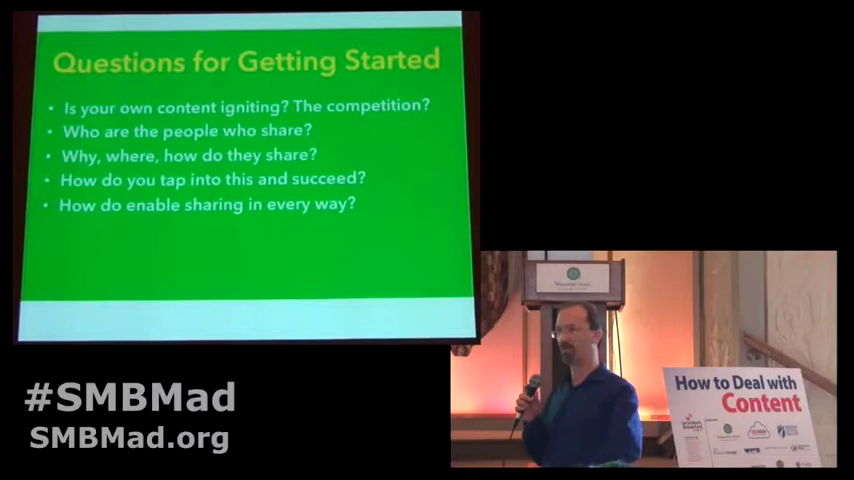 Questions for Getting Started
• Is your own content igniting? The competition?
• Who are the people who share?
• Why, where, how do they share?
• How do you tap into this and succeed?
• How do enable sharing in every way?
#SMBMad
SMBMad.org
How to Deal with
Content
WPS